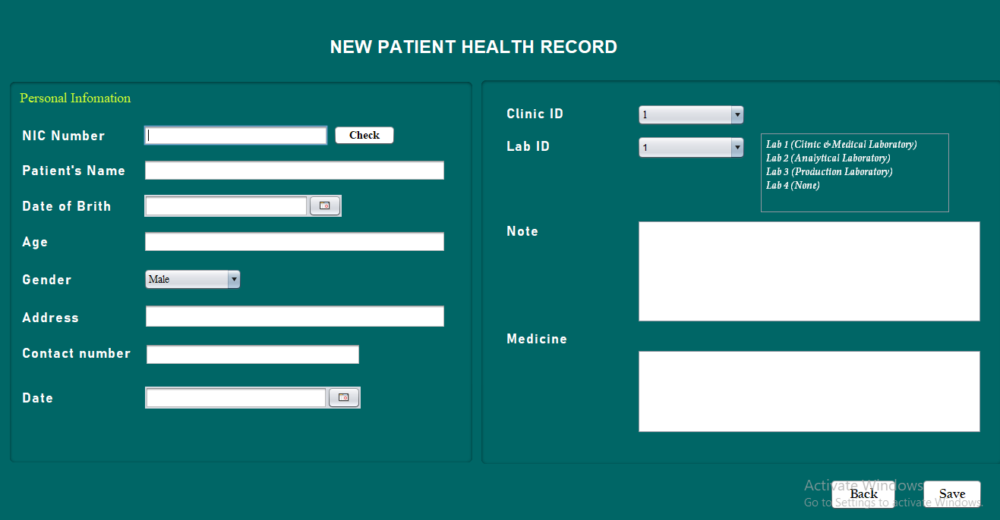 NEW PATIENT HEALTH RECORD
Personal Infomation
NIC Number
Check
Patient's Name
Date of Brith
Age
Gender
Male
Address
Contact number
Date
Clinic ID
1
Lab ID
1
Lab 1 (Clinic & Medical Laboratory)
Lab 2 (Analytical Laboratory)
Lab 3 (Production Laboratory)
Lab 4 (None)
Note
Medicine
Activate Windows
Go to Settings to activate Windows.
Back
Save